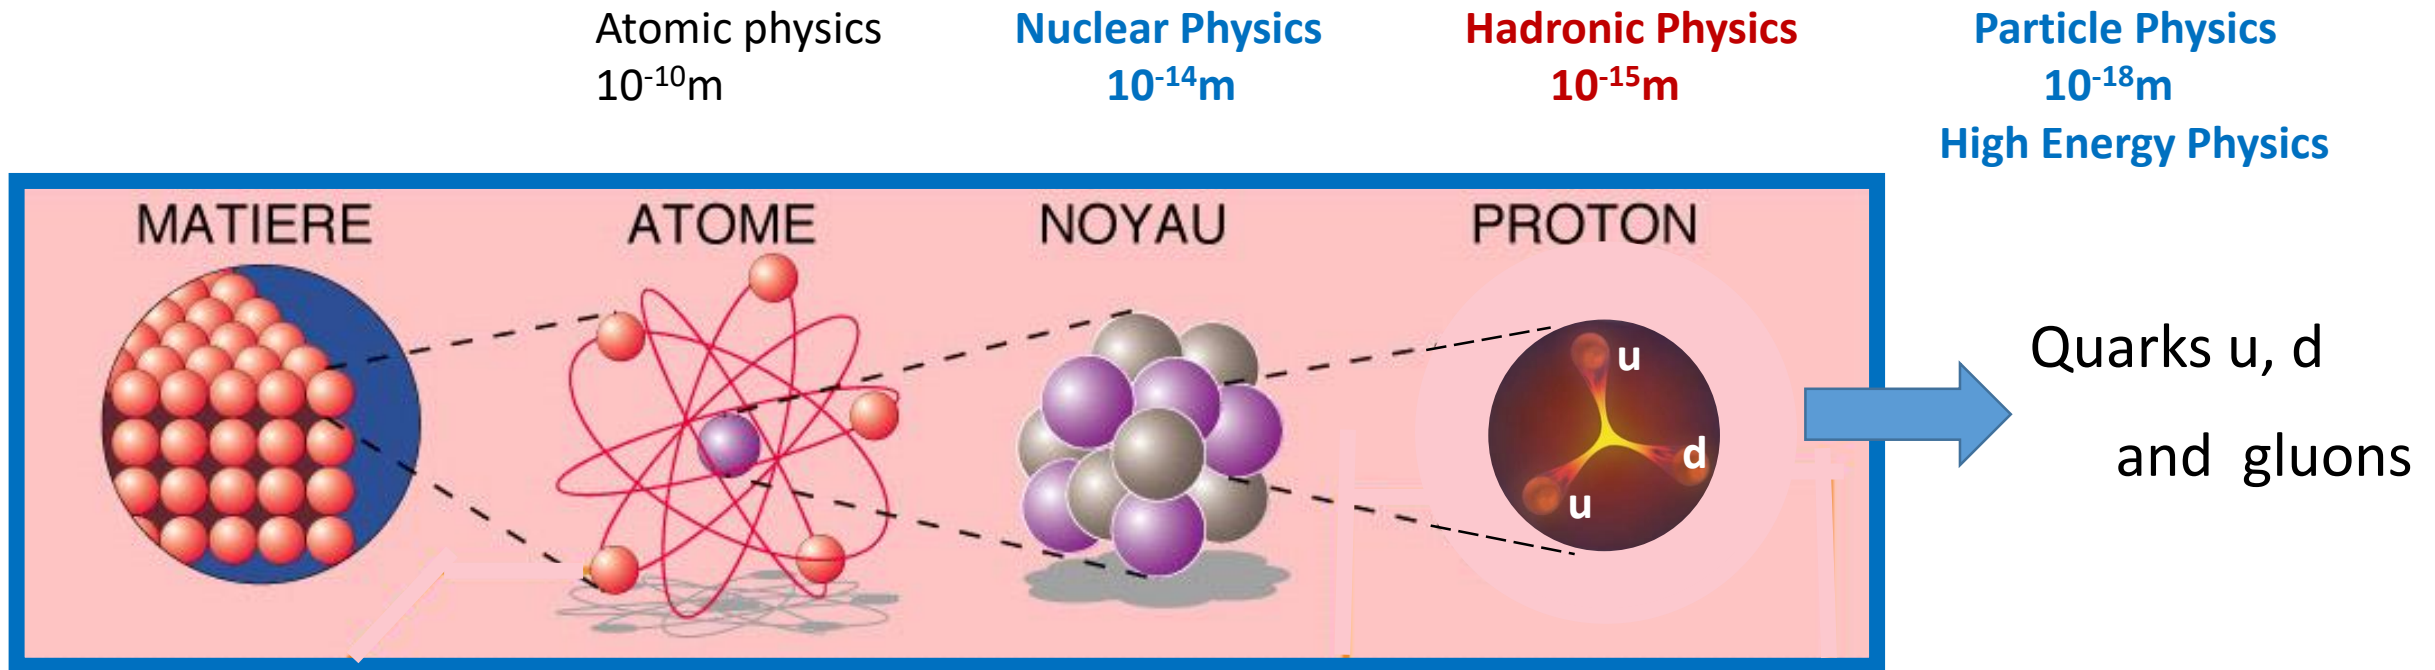 Atomic physics
10⁻¹⁰m
Nuclear Physics
10⁻¹⁴m
Hadronic Physics
10⁻¹⁵m
Particle Physics
10⁻¹⁸m
High Energy Physics
MATIERE
ATOME
NOYAU
PROTON
u
d
u
Quarks u, d
and gluons